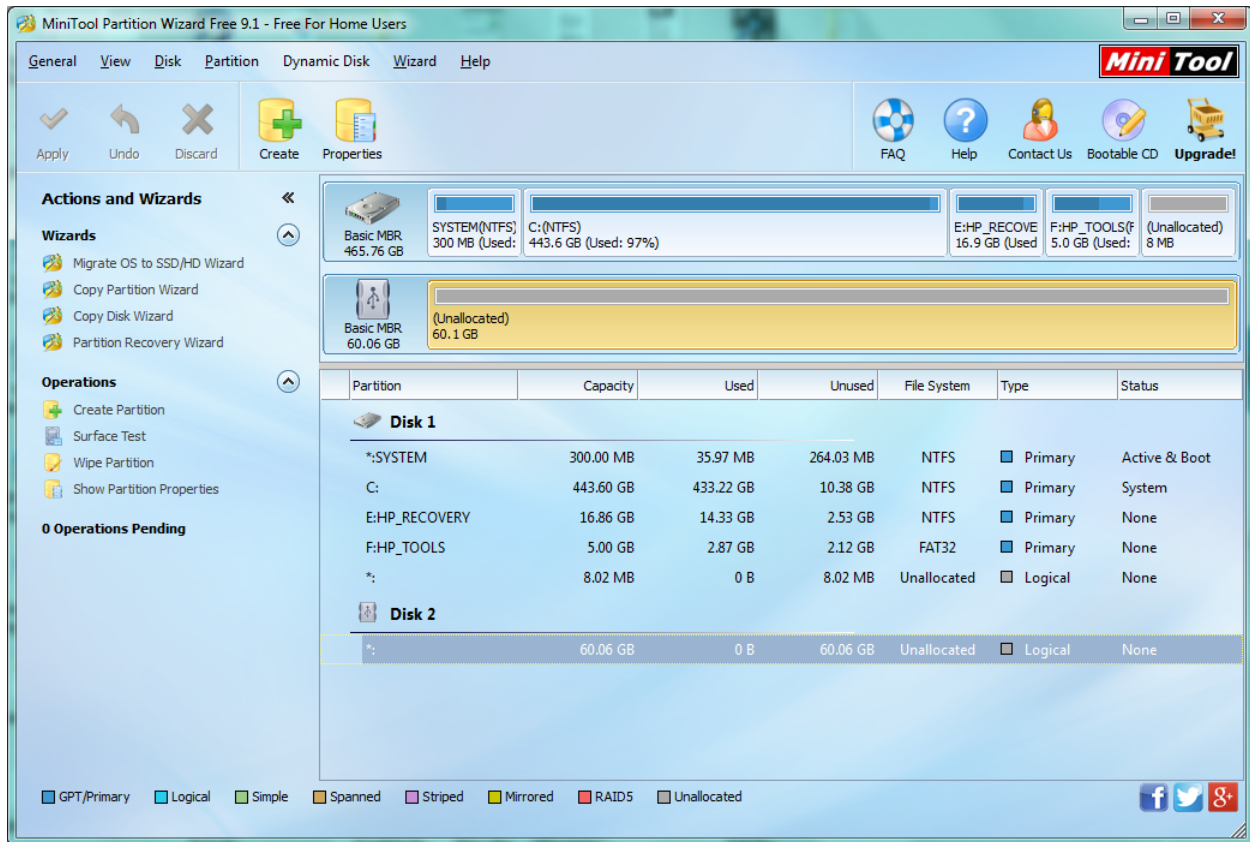 MiniTool Partition Wizard Free 9.1 - Free For Home Users
General View Disk Partition Dynamic Disk Wizard Help
Mini Tool
Apply Undo Discard Create Properties FAQ Help Contact Us Bootable CD Upgrade!
Actions and Wizards
Wizards
Migrate OS to SSD/HD Wizard
Copy Partition Wizard
Copy Disk Wizard
Partition Recovery Wizard
Operations
Create Partition
Surface Test
Wipe Partition
Show Partition Properties
0 Operations Pending
Basic MBR
465.76 GB
SYSTEM(NTFS)
300 MB (Used:
C:(NTFS)
443.6 GB (Used: 97%)
E:HP_RECOVE
16.9 GB (Used
F:HP_TOOLS(F
5.0 GB (Used:
(Unallocated)
8 MB
Basic MBR
60.06 GB
(Unallocated)
60.1 GB
Partition Capacity Used Unused File System Type Status
Disk 1
*:SYSTEM 300.00 MB 35.97 MB 264.03 MB NTFS Primary Active & Boot
C: 443.60 GB 433.22 GB 10.38 GB NTFS Primary System
E:HP_RECOVERY 16.86 GB 14.33 GB 2.53 GB NTFS Primary None
F:HP_TOOLS 5.00 GB 2.87 GB 2.12 GB FAT32 Primary None
*: 8.02 MB 0 B 8.02 MB Unallocated Logical None
Disk 2
*: 60.06 GB 0 B 60.06 GB Unallocated Logical None
GPT/Primary Logical Simple Spanned Striped Mirrored RAID5 Unallocated